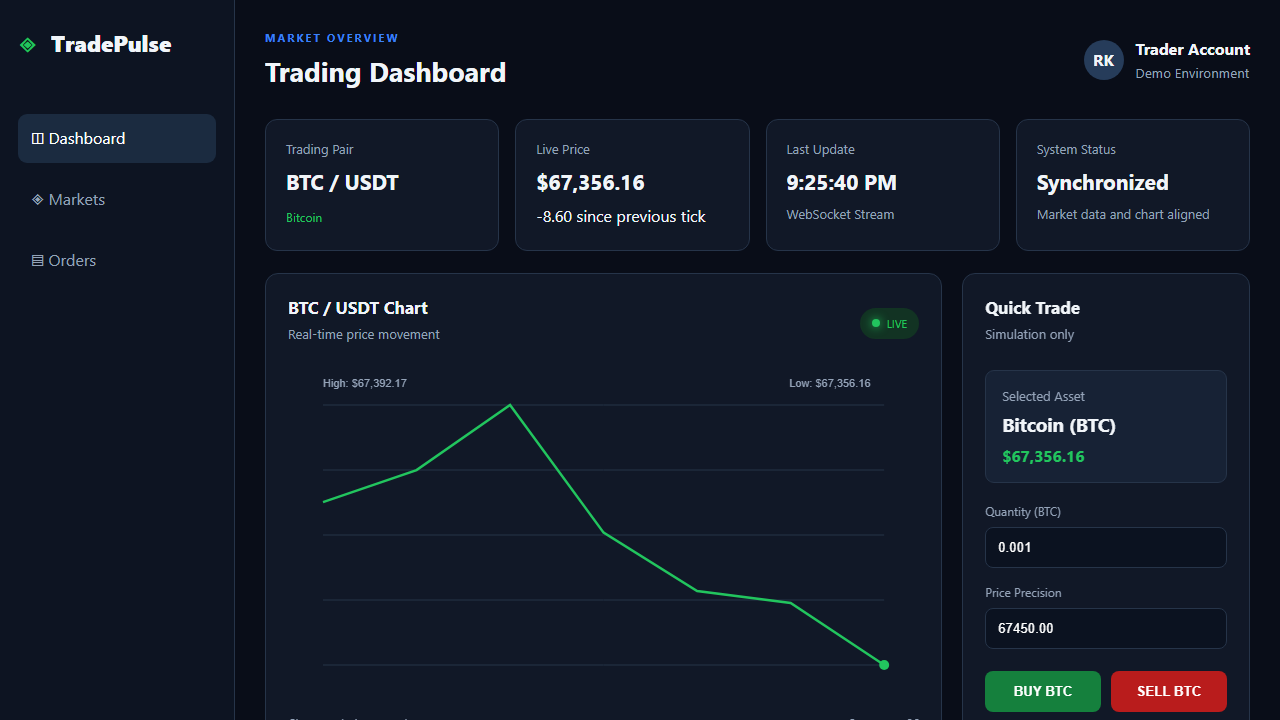 TradePulse
Dashboard
Markets
Orders
MARKET OVERVIEW
Trading Dashboard
RK
Trader Account
Demo Environment
Trading Pair
BTC / USDT
Bitcoin
Live Price
$67,356.16
-8.60 since previous tick
Last Update
9:25:40 PM
WebSocket Stream
System Status
Synchronized
Market data and chart aligned
BTC / USDT Chart
Real-time price movement
LIVE
High: $67,392.17
Low: $67,356.16
Quick Trade
Simulation only
Selected Asset
Bitcoin (BTC)
$67,356.16
Quantity (BTC)
0.001
Price Precision
67450.00
BUY BTC
SELL BTC